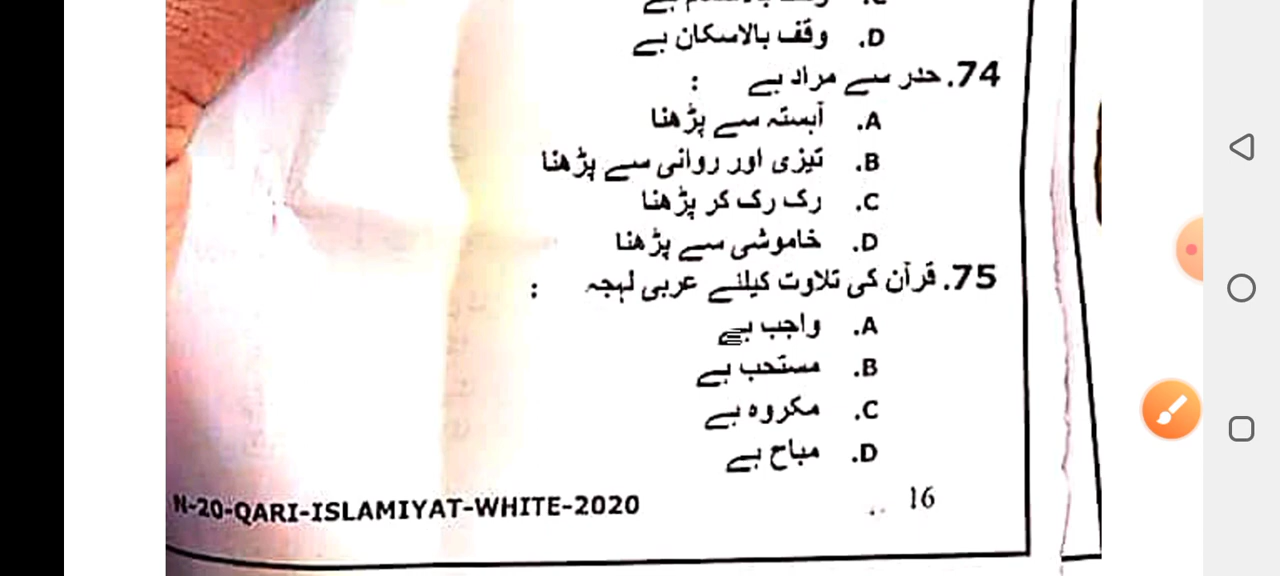 D. وقف بالاسکان ہے
74. حدر سے مراد ہے :
A. آہستہ سے پڑھنا
B. تیزی اور روانی سے پڑھنا
C. رک رک کر پڑھنا
D. خاموشی سے پڑھنا
75. قرآن کی تلاوت کیلئے عربی لہجہ :
A. واجب ہے
B. مستحب ہے
C. مکروہ ہے
D. مباح ہے
N-20-QARI-ISLAMIYAT-WHITE-2020 16